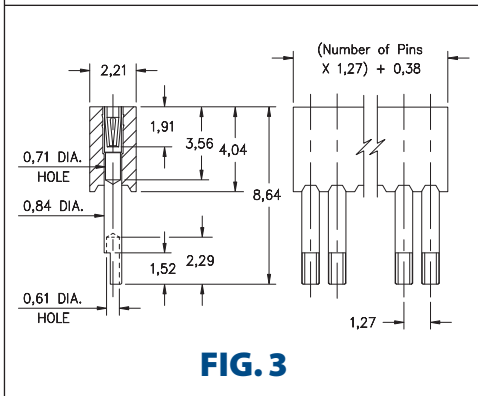 (Number of Pins
X 1,27) + 0,38
2,21
1,91
3,56
4,04
8,64
0,71 DIA.
HOLE
0,84 DIA.
2,29
1,52
0,61 DIA.
HOLE
1,27
FIG. 3